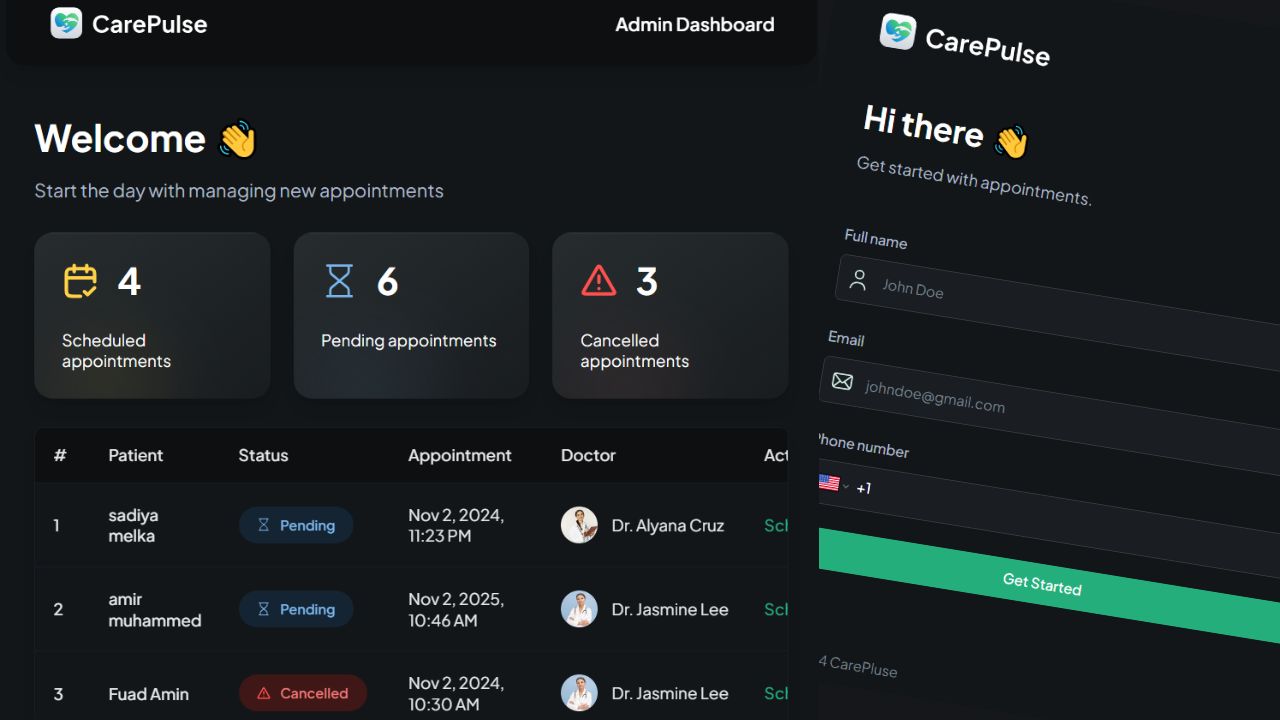 CarePulse
Admin Dashboard
Welcome 👋
Start the day with managing new appointments
4
Scheduled
appointments
6
Pending appointments
3
Cancelled
appointments
# Patient Status Appointment Doctor Act
1 sadiya melka Pending Nov 2, 2024, 11:23 PM Dr. Alyana Cruz Sch
2 amir muhammed Pending Nov 2, 2025, 10:46 AM Dr. Jasmine Lee Sch
3 Fuad Amin Cancelled Nov 2, 2024, 10:30 AM Dr. Jasmine Lee Sch
CarePulse
Hi there 👋
Get started with appointments.
Full name
John Doe
Email
johndoe@gmail.com
Phone number
+1
Get Started
4 CarePluse